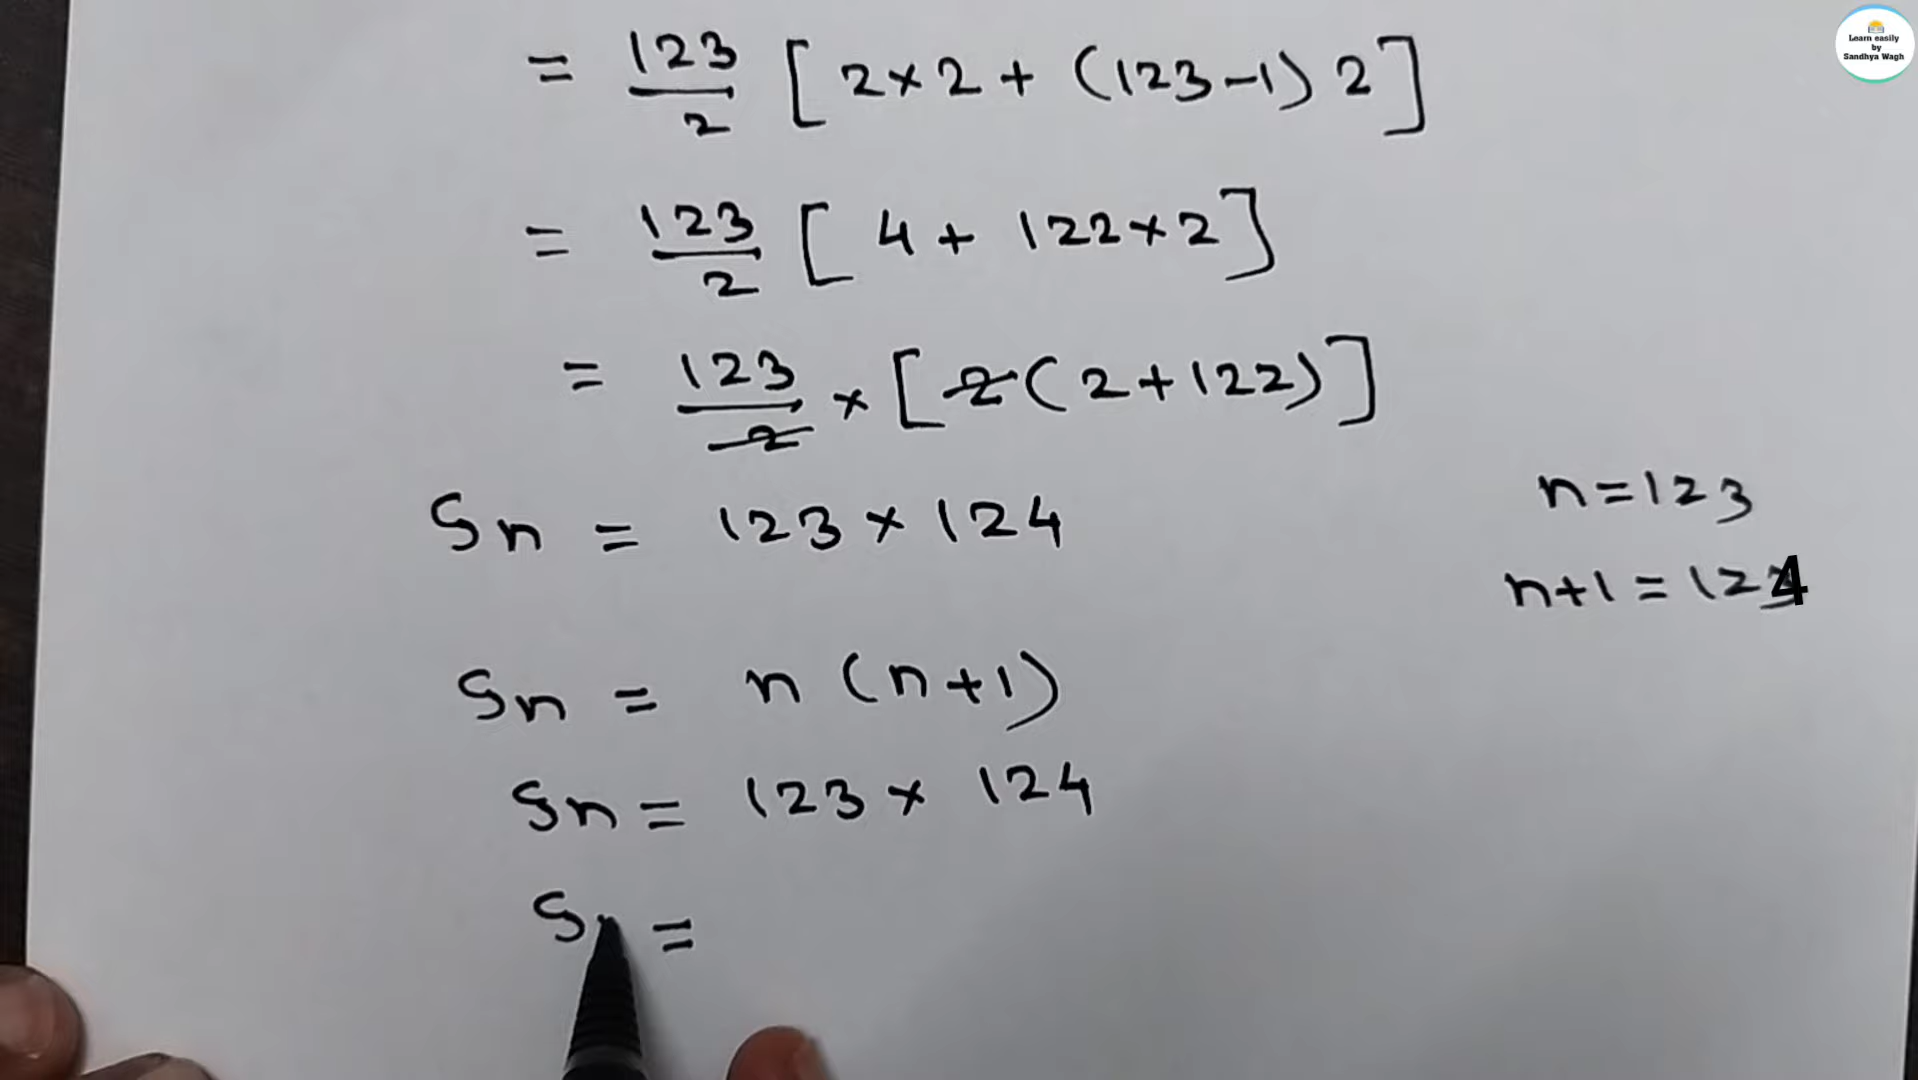 Learn easily
by
Sandhya Wagh
= 123/2 [ 2×2 + (123-1) 2 ]
= 123/2 [ 4 + 122×2 ]
= 123/2 × [ 2 ( 2+122) ]
Sn = 123 × 124
n = 123
n+1 = 124
Sn = n (n+1)
Sn = 123 × 124
Sn =